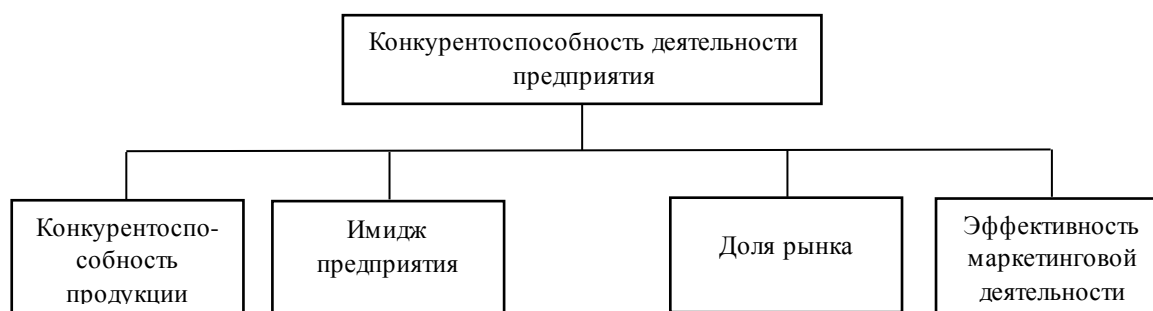 Конкурентоспособность деятельности
предприятия
Конкурентоспо-
собность
продукции
Имидж
предприятия
Доля рынка
Эффективность
маркетинговой
деятельности